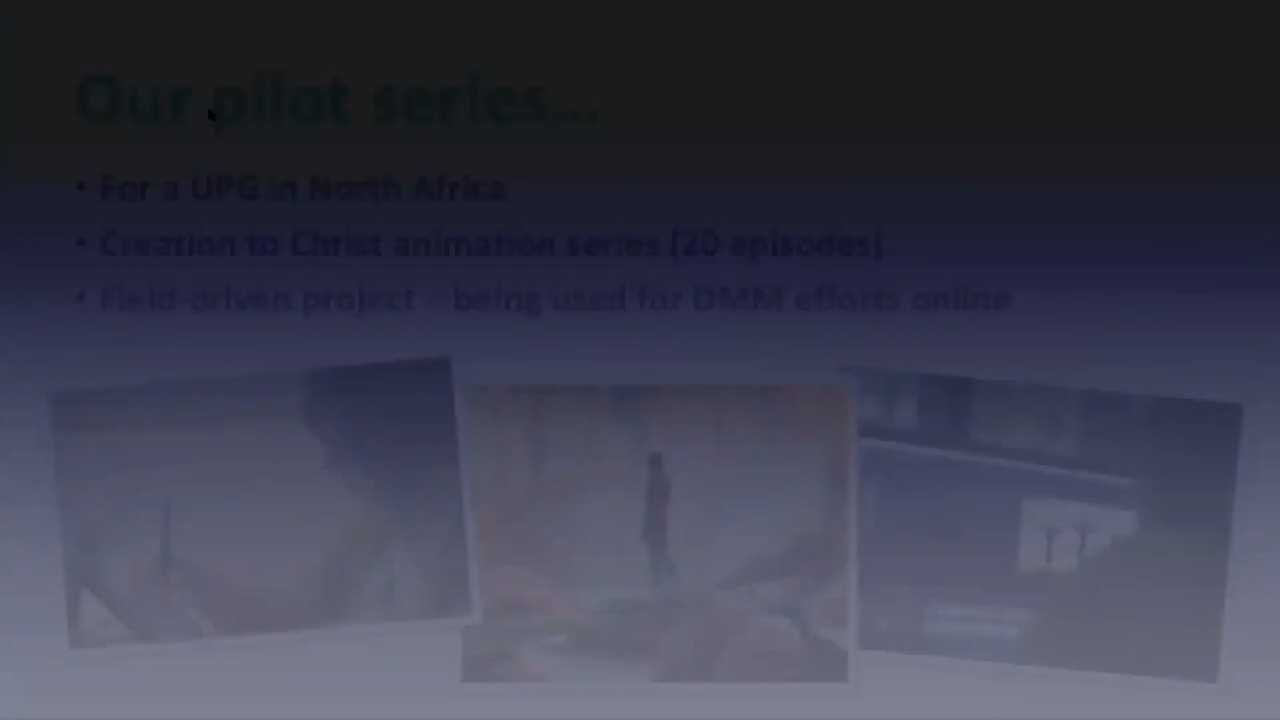 Our pilot series...
• For a UPG in North Africa
• Creation to Christ animation series (20 episodes)
• Field-driven project – being used for DMM efforts online